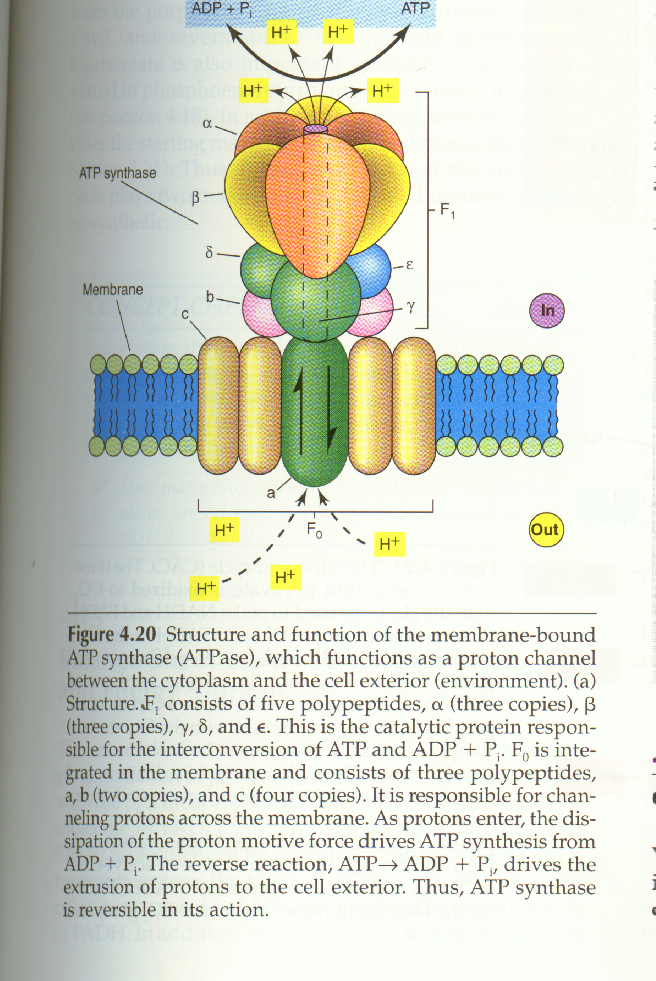 ADP + Pi
ATP
H+
H+
H+
H+
α
ATP synthase
β
F1
δ
ε
Membrane
b
γ
c
In
a
H+
F0
H+
Out
H+
H+
Figure 4.20 Structure and function of the membrane-bound
ATP synthase (ATPase), which functions as a proton channel
between the cytoplasm and the cell exterior (environment). (a)
Structure. F1 consists of five polypeptides, α (three copies), β
(three copies), γ, δ, and ϵ. This is the catalytic protein respon-
sible for the interconversion of ATP and ADP + Pi. F0 is inte-
grated in the membrane and consists of three polypeptides,
a, b (two copies), and c (four copies). It is responsible for chan-
neling protons across the membrane. As protons enter, the dis-
sipation of the proton motive force drives ATP synthesis from
ADP + Pi. The reverse reaction, ATP→ ADP + Pi, drives the
extrusion of protons to the cell exterior. Thus, ATP synthase
is reversible in its action.